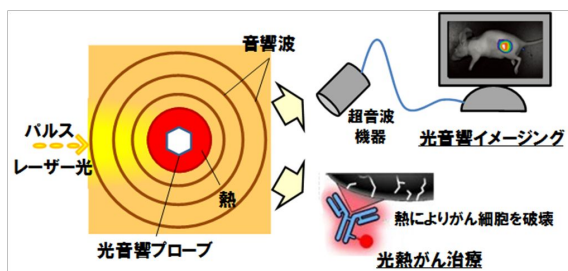 音響波
パルス
レーザー光
熱
光音響プローブ
超音波
機器
光音響イメージング
熱によりがん細胞を破壊
光熱がん治療